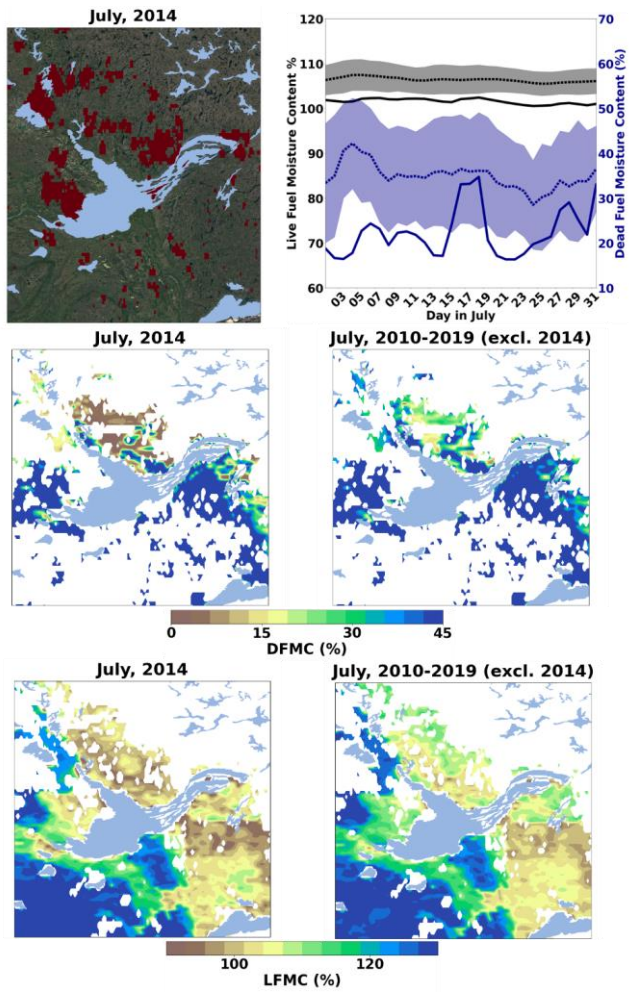 July, 2014
120
110
100
90
80
70
60
Live Fuel Moisture Content %
70
60
50
40
30
20
10
Dead Fuel Moisture Content (%)
03 05 07 09 11 13 15 17 19 21 23 25 27 29 31
Day in July
July, 2014
July, 2010-2019 (excl. 2014)
0 15 30 45
DFMC (%)
July, 2014
July, 2010-2019 (excl. 2014)
100 120
LFMC (%)